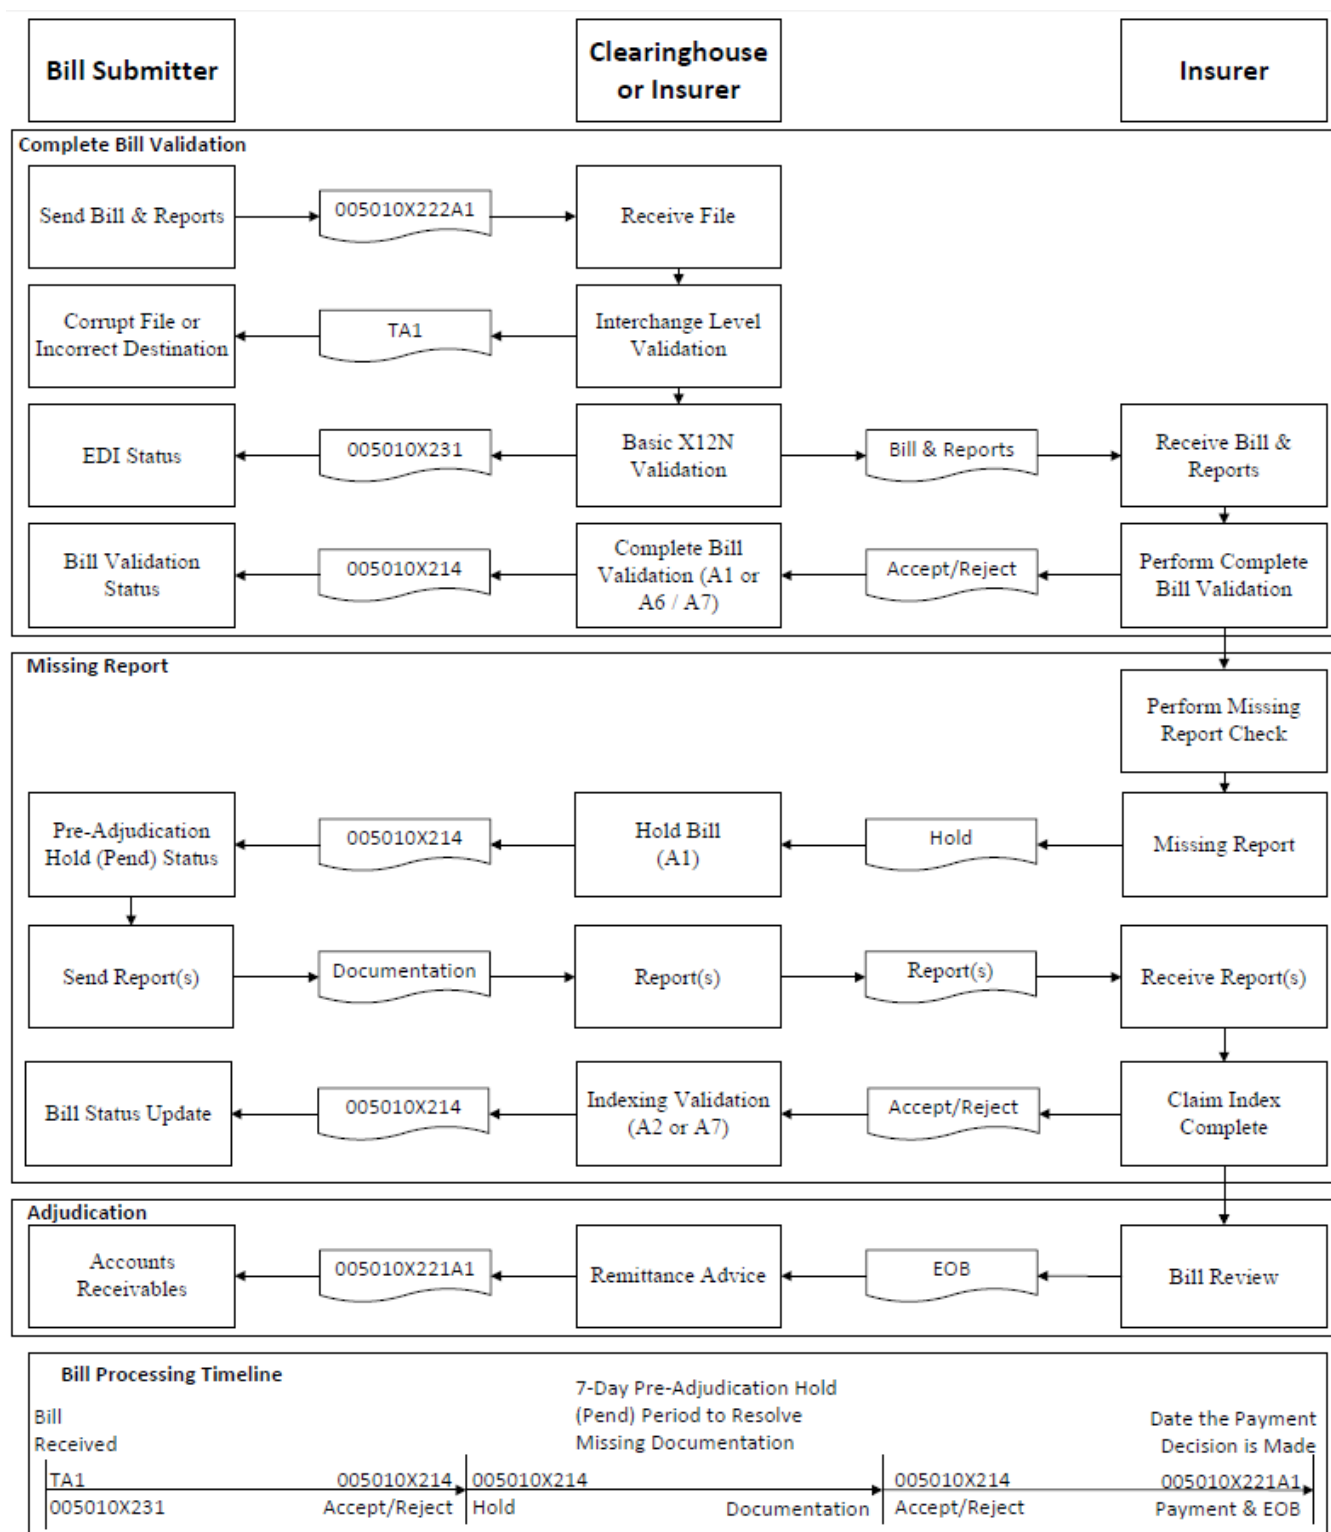 Bill Submitter
Clearinghouse
or Insurer
Insurer
Complete Bill Validation
Send Bill & Reports
005010X222A1
Receive File
Corrupt File or
Incorrect Destination
TA1
Interchange Level
Validation
EDI Status
005010X231
Basic X12N
Validation
Bill & Reports
Receive Bill &
Reports
Bill Validation
Status
005010X214
Complete Bill
Validation (A1 or
A6 / A7)
Accept/Reject
Perform Complete
Bill Validation
Missing Report
Perform Missing
Report Check
Pre-Adjudication
Hold (Pend) Status
005010X214
Hold Bill
(A1)
Hold
Missing Report
Send Report(s)
Documentation
Report(s)
Report(s)
Receive Report(s)
Bill Status Update
005010X214
Indexing Validation
(A2 or A7)
Accept/Reject
Claim Index
Complete
Adjudication
Accounts
Receivables
005010X221A1
Remittance Advice
EOB
Bill Review
Bill Processing Timeline
Bill
Received
7-Day Pre-Adjudication Hold
(Pend) Period to Resolve
Missing Documentation
Date the Payment
Decision is Made
TA1
005010X214
005010X214
005010X214
005010X221A1
005010X231
Accept/Reject
Hold
Documentation
Accept/Reject
Payment & EOB